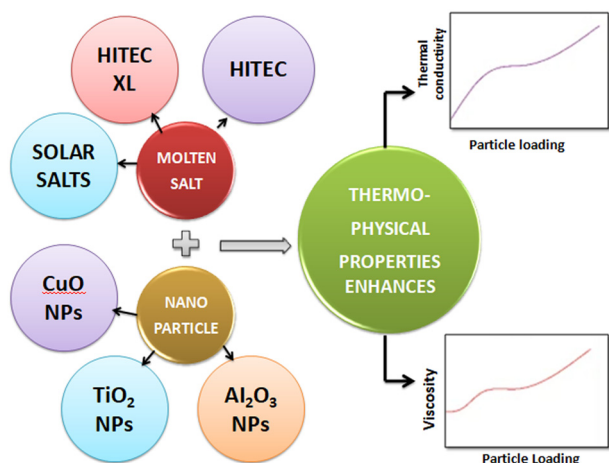 HITEC
XL
HITEC
SOLAR
SALTS
MOLTEN
SALT
CuO
NPs
NANO
PARTICLE
TiO₂
NPs
Al₂O₃
NPs
THERMO-
PHYSICAL
PROPERTIES
ENHANCES
Thermal
conductivity
Particle loading
Viscosity
Particle Loading